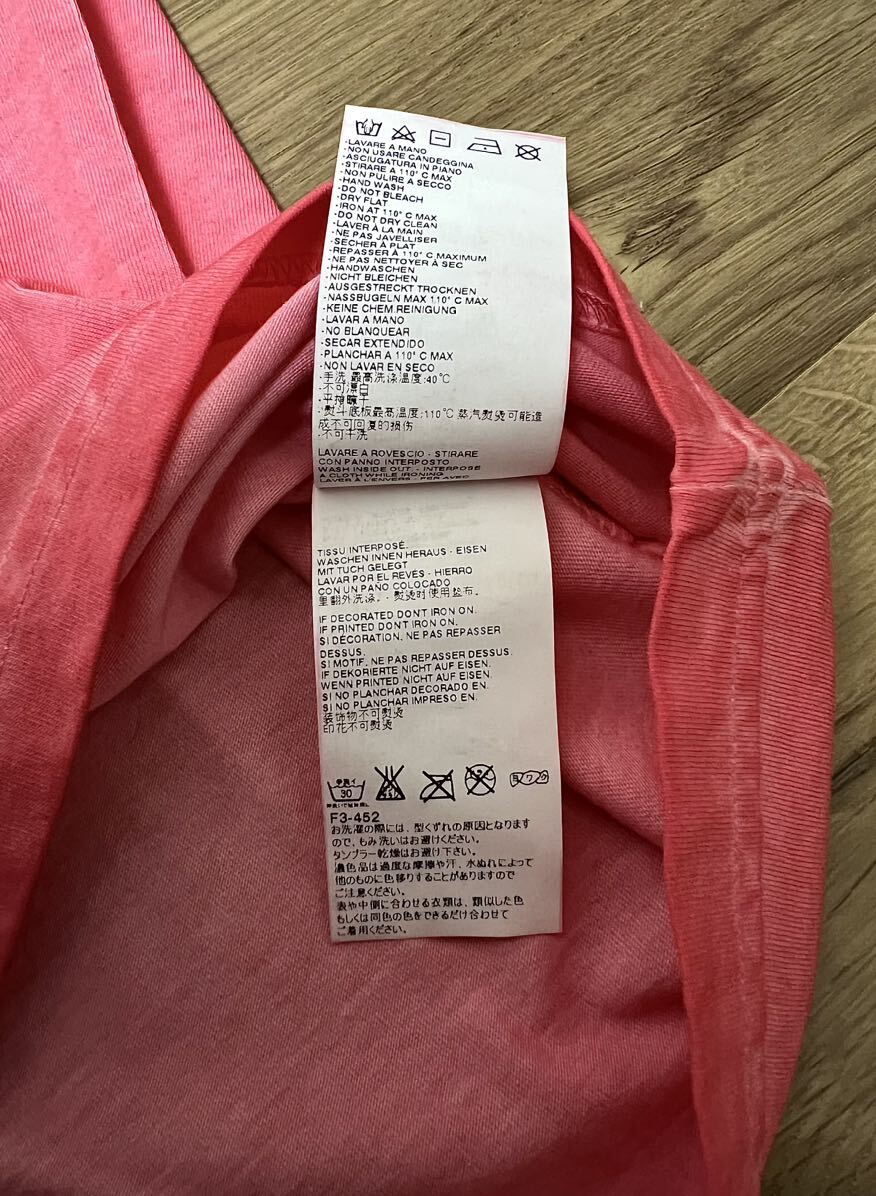 -LAVARE A MANO
-NON USARE CANDEGGINA
-ASCIUGATURA IN PIANO
-STIRARE A 110° C MAX
-NON PULIRE A SECCO
-HAND WASH
-DO NOT BLEACH
-DRY FLAT
-IRON AT 110° C MAX
-DO NOT DRY CLEAN
-LAVER À LA MAIN
-NE PAS JAVELLISER
-SECHER À PLAT
-REPASSER À 110° C MAXIMUM
-NE PAS NETTOYER À SEC
-HANDWASCHEN
-NICHT BLEICHEN
-AUSGESTRECKT TROCKNEN
-NASSBUGELN MAX 110° C MAX
-KEINE CHEM.REINIGUNG
-LAVAR A MANO
-NO BLANQUEAR
-SECAR EXTENDIDO
-PLANCHAR A 110° C MAX
-NON LAVAR EN SECO
-手洗 最高洗涤温度:40°C
-不可漂白
-平摊晾干
-熨斗底板最高温度:110°C 蒸汽熨烫可能造
成不可回复的损伤
-不可干洗
LAVARE A ROVESCIO - STIRARE
CON PANNO INTERPOSTO
WASH INSIDE OUT. - INTERPOSE
A CLOTH WHILE IRONING
LAVER À L'ENVERS - FER AVEC
TISSU INTERPOSÉ.
WASCHEN INNEN HERAUS - EISEN
MIT TUCH GELEGT
LAVAR POR EL REVÉS - HIERRO
CON UN PAÑO COLOCADO
里翻外洗涤。- 熨烫时使用垫布。
IF DECORATED DONT IRON ON.
IF PRINTED DONT IRON ON.
SI DÉCORATION, NE PAS REPASSER
DESSUS.
SI MOTIF, NE PAS REPASSER DESSUS.
IF DEKORIERTE NICHT AUF EISEN.
WENN PRINTED NICHT AUF EISEN.
SI NO PLANCHAR DECORADO EN.
SI NO PLANCHAR IMPRESO EN.
装饰物不可熨烫
印花不可熨烫
手洗イ
30
F3-452
お洗濯の際には、型くずれの原因となります
ので、もみ洗いはお避けください。
タンブラー乾燥はお避け下さい。
濃色品は過度な摩擦や汗、水ぬれによって
他のものに色移りすることがありますので
ご注意ください。
表や中側に合わせる衣類は、類似した色
もしくは同色の色をできるだけ合わせて
ご着用ください。